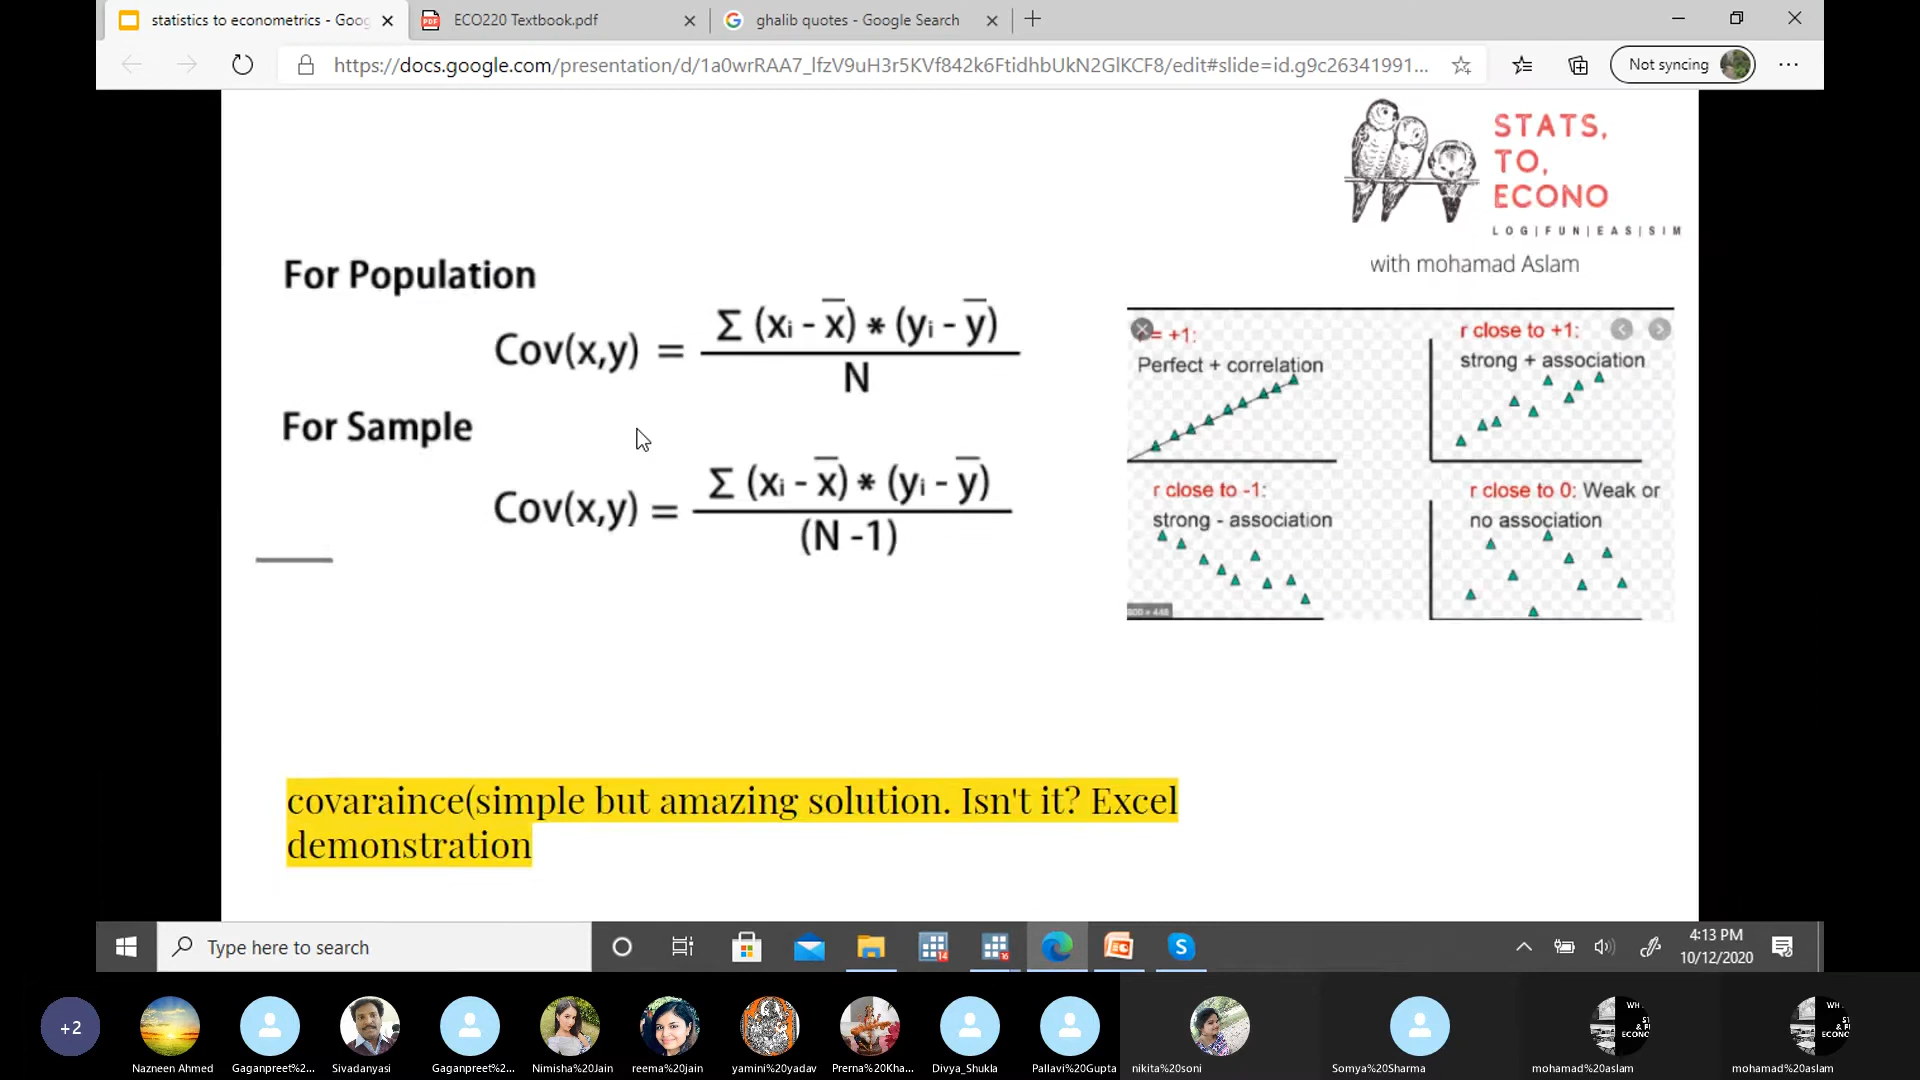 statistics to econometrics - Goog
ECO220 Textbook.pdf
ghalib quotes - Google Search
https://docs.google.com/presentation/d/1a0wrRAA7_lfzV9uH3r5KVf842k6FtidhbUkN2GlKCF8/edit#slide=id.g9c26341991...
Not syncing
STATS,
TO,
ECONO
LOG|FUN|EAS|SIM
with mohamad Aslam
For Population
Cov(x,y) = Σ (xi - x̅) * (yi - y̅)
N
For Sample
Cov(x,y) = Σ (xi - x̅) * (yi - y̅)
(N -1)
= +1:
Perfect + correlation
r close to +1:
strong + association
r close to -1:
strong - association
r close to 0: Weak or
no association
800 × 448
covaraince(simple but amazing solution. Isn't it? Excel
demonstration
Type here to search
14
16
4:13 PM
10/12/2020
+2
Nazneen Ahmed
Gaganpreet%2...
Sivadanyasi
Gaganpreet%2...
Nimisha%20Jain
reema%20jain
yamini%20yadav
Prerna%20Kha...
Divya_Shukla
Pallavi%20Gupta
nikita%20soni
Somya%20Sharma
mohamad%20aslam
mohamad%20aslam